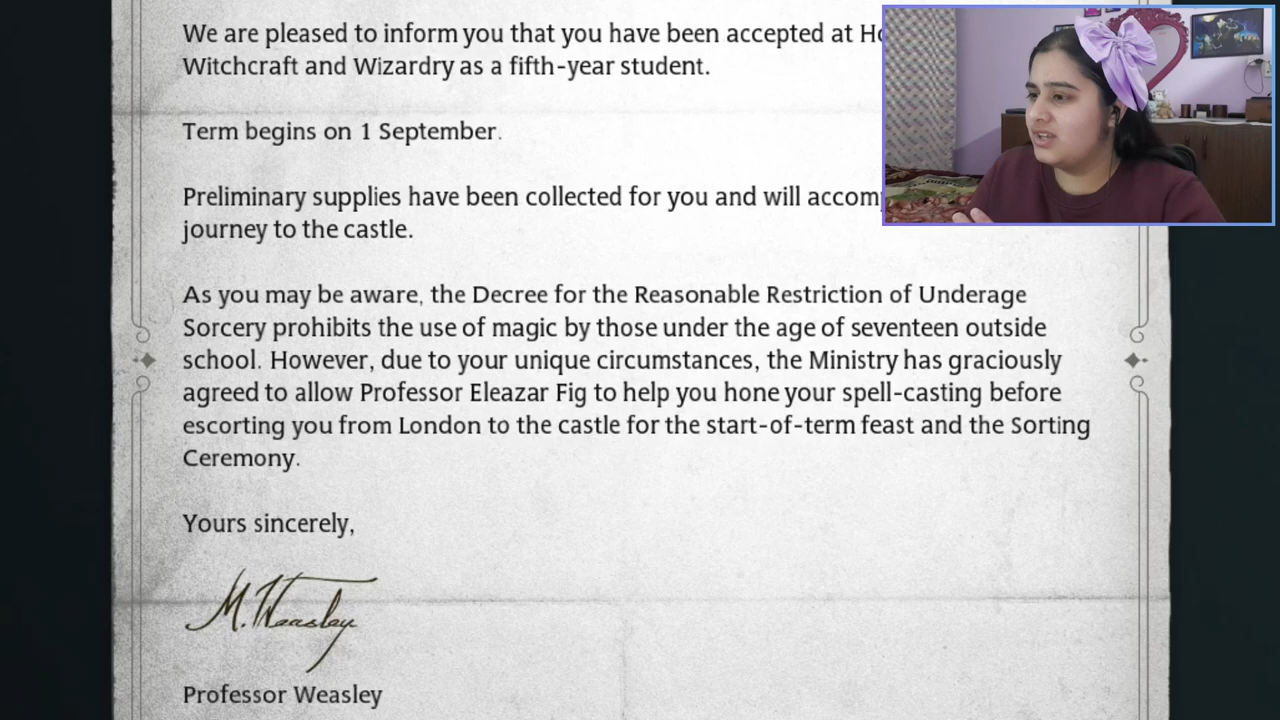 We are pleased to inform you that you have been accepted at
Witchcraft and Wizardry as a fifth-year student.
Term begins on 1 September.
Preliminary supplies have been collected for you and will
journey to the castle.
As you may be aware, the Decree for the Reasonable Restriction of Underage
Sorcery prohibits the use of magic by those under the age of seventeen outside
school. However, due to your unique circumstances, the Ministry has graciously
agreed to allow Professor Eleazar Fig to help you hone your spell-casting before
escorting you from London to the castle for the start-of-term feast and the Sorting
Ceremony.
Yours sincerely,
M. Weasley
Professor Weasley